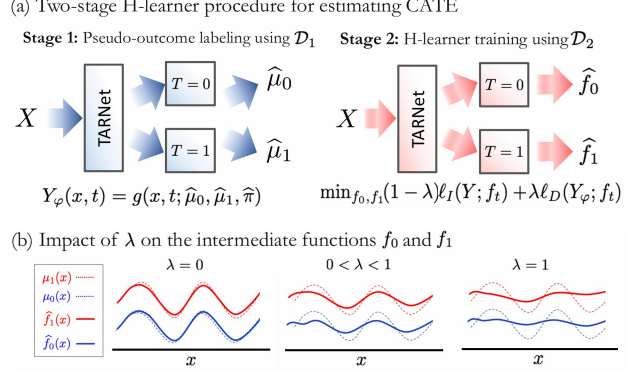 (a) Two-stage H-learner procedure for estimating CATE
Stage 1: Pseudo-outcome labeling using 𝒟₁
Stage 2: H-learner training using 𝒟₂
X
TARNet
T = 0
T = 1
μ̂₀
μ̂₁
Y_φ(x, t) = g(x, t; μ̂₀, μ̂₁, π̂)
X
TARNet
T = 0
T = 1
f̂₀
f̂₁
min_{f₀,f₁}(1 − λ)ℓ_I(Y; f_t) + λℓ_D(Y_φ; f_t)
(b) Impact of λ on the intermediate functions f₀ and f₁
μ₁(x)
μ₀(x)
f̂₁(x)
f̂₀(x)
λ = 0
x
0 < λ < 1
x
λ = 1
x